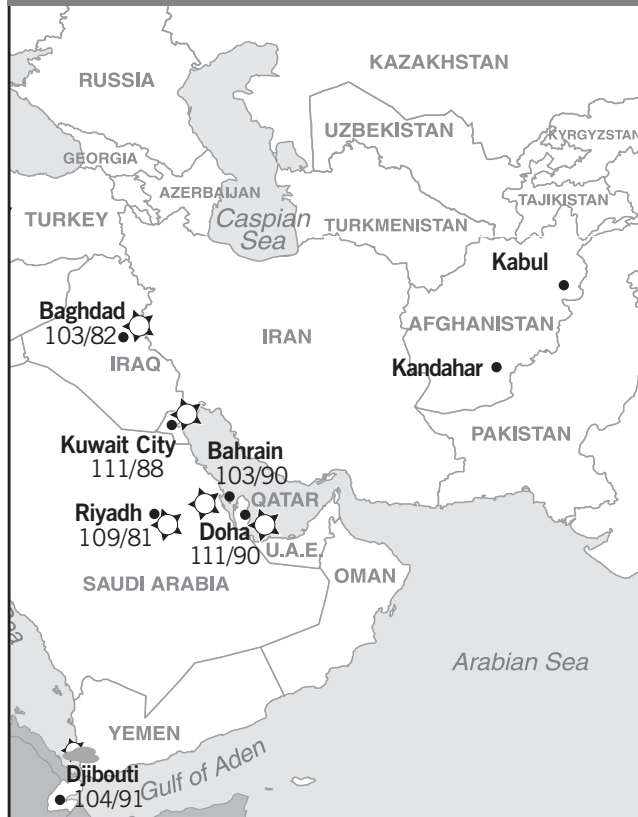 KAZAKHSTAN
RUSSIA
UZBEKISTAN
KYRGYZSTAN
GEORGIA
AZERBAIJAN
TAJIKISTAN
TURKEY
Caspian
Sea
TURKMENISTAN
Kabul
Baghdad
103/82
IRAQ
IRAN
AFGHANISTAN
Kandahar
PAKISTAN
Kuwait City
111/88
Bahrain
103/90
QATAR
Riyadh
109/81
Doha
111/90
U.A.E.
SAUDI ARABIA
OMAN
Arabian Sea
YEMEN
Gulf of Aden
Djibouti
104/91